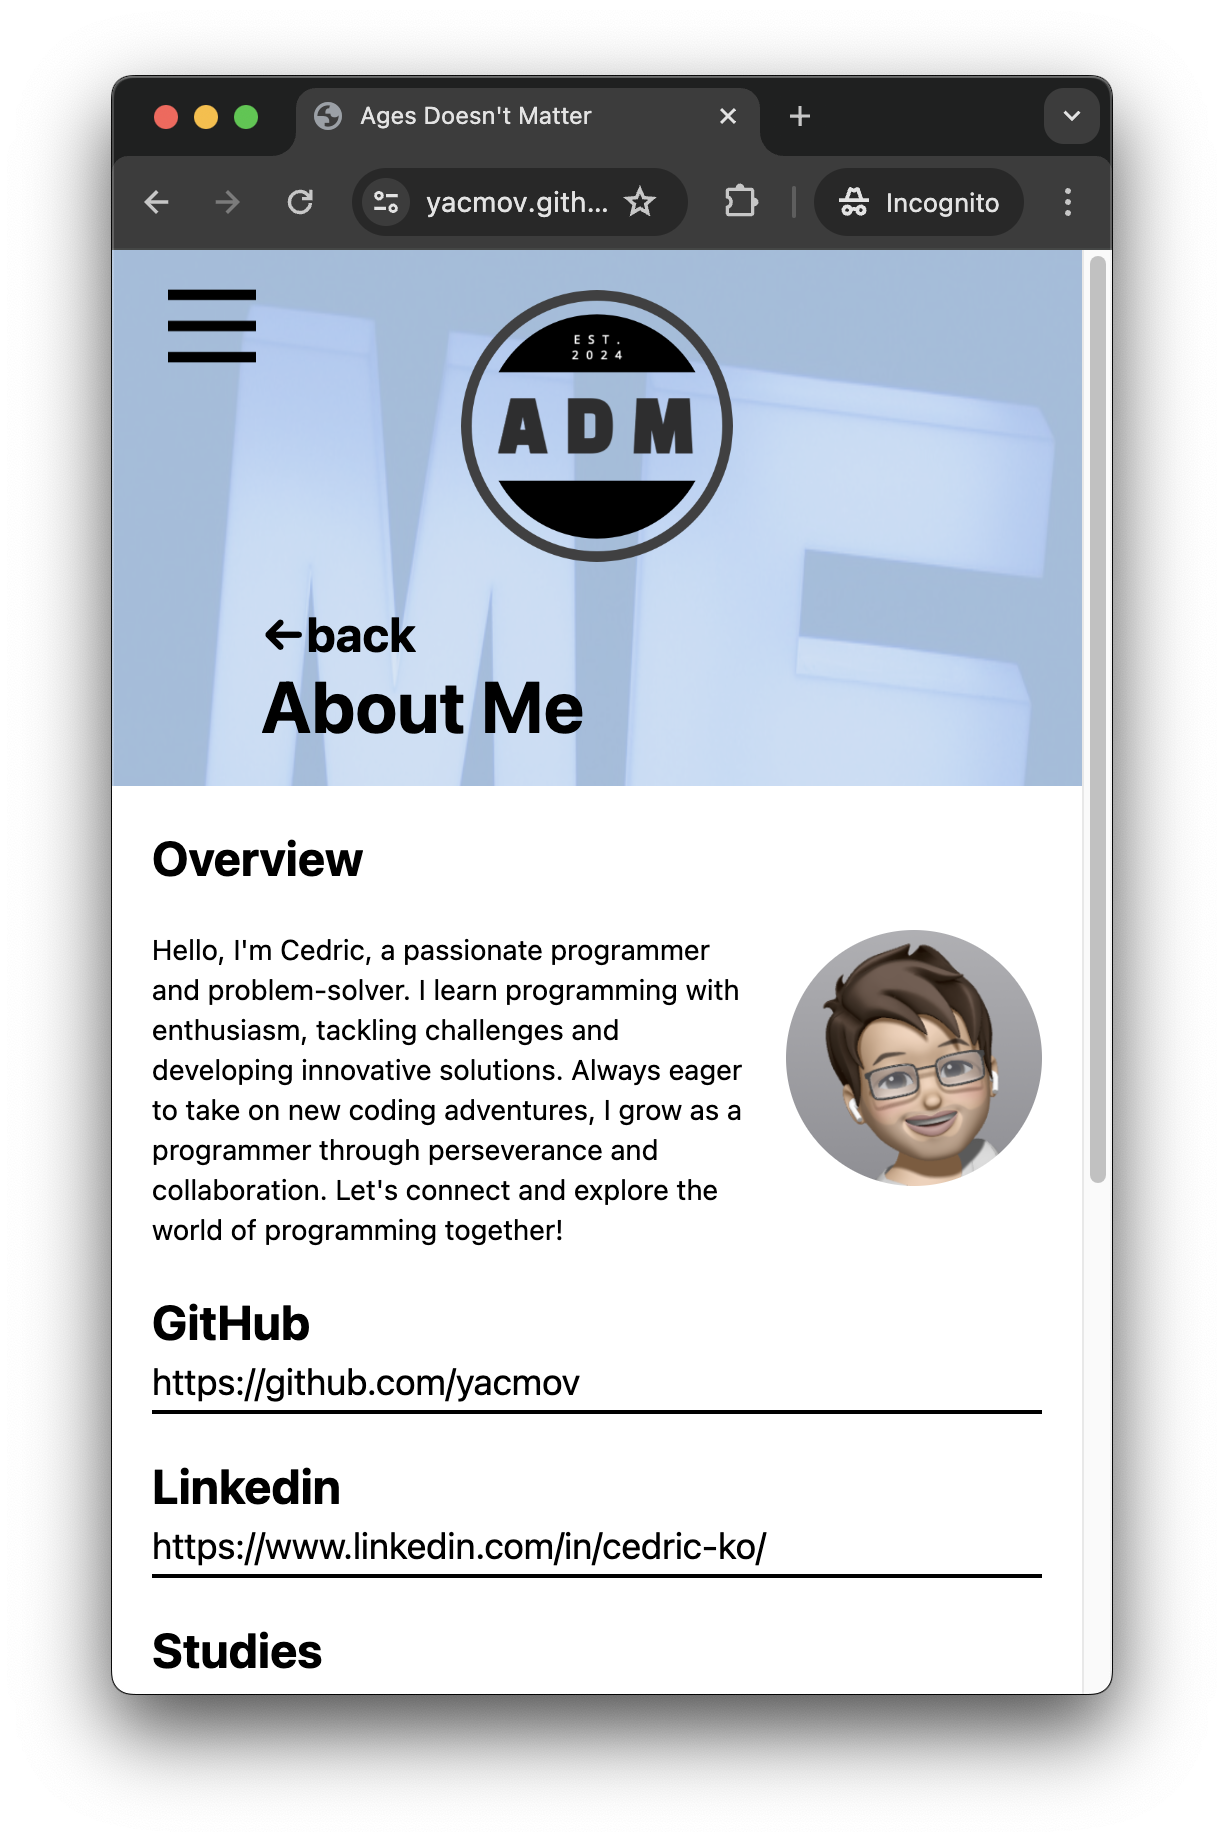 Ages Doesn't Matter
yacmov.gith...
Incognito
EST.
2024
ADM
ME
←back
About Me
Overview
Hello, I'm Cedric, a passionate programmer
and problem-solver. I learn programming with
enthusiasm, tackling challenges and
developing innovative solutions. Always eager
to take on new coding adventures, I grow as a
programmer through perseverance and
collaboration. Let's connect and explore the
world of programming together!
GitHub
https://github.com/yacmov
Linkedin
https://www.linkedin.com/in/cedric-ko/
Studies